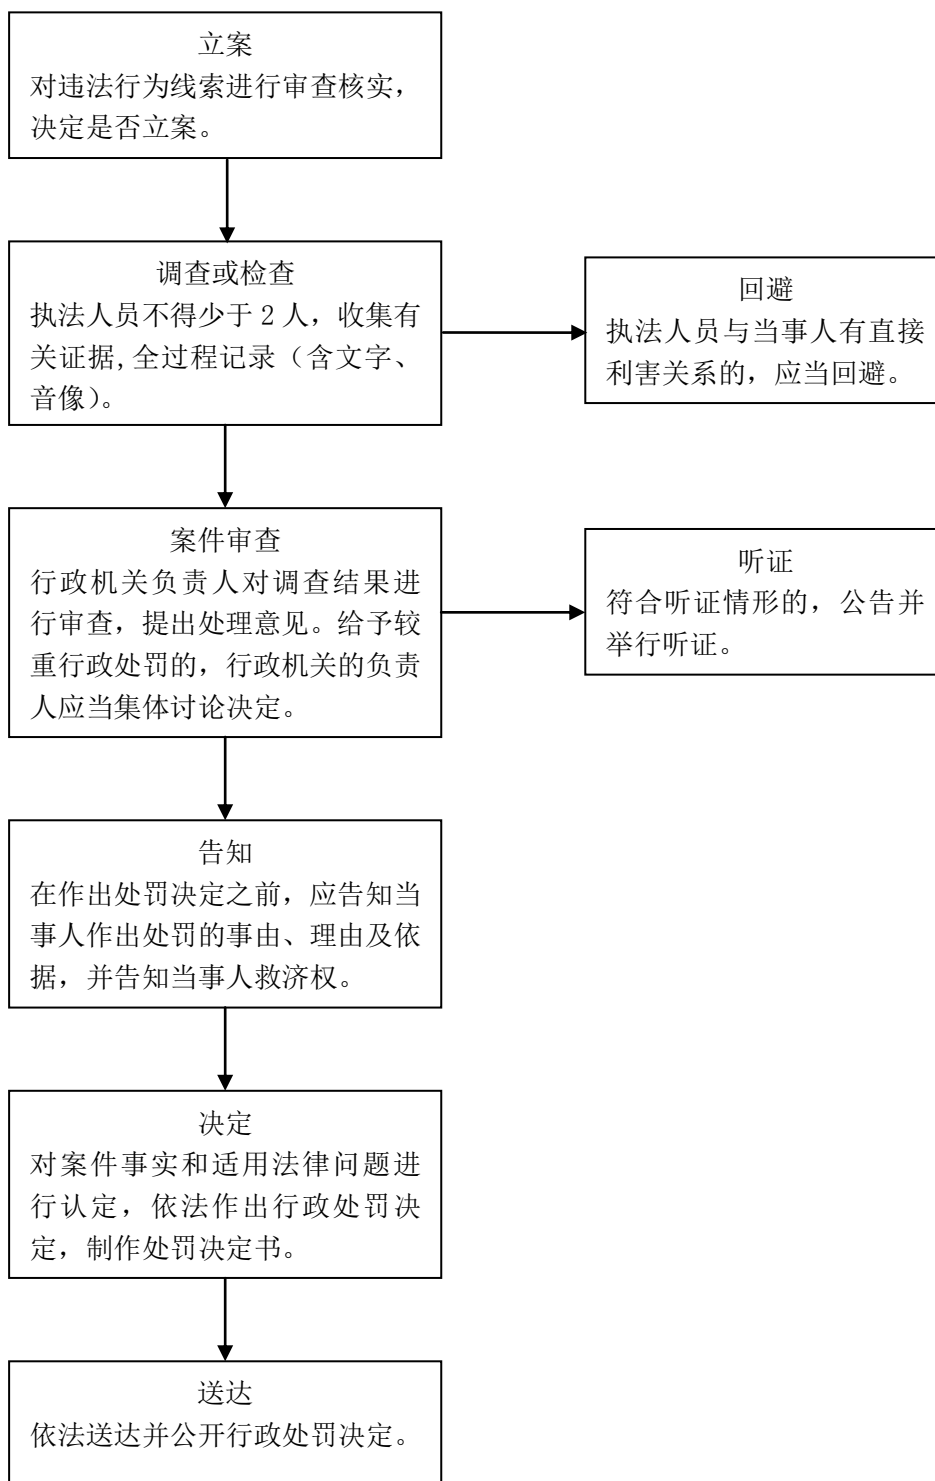 立案
对违法行为线索进行审查核实，
决定是否立案。
调查或检查
执法人员不得少于 2 人，收集有
关证据,全过程记录（含文字、
音像）。
回避
执法人员与当事人有直接
利害关系的，应当回避。
案件审查
行政机关负责人对调查结果进
行审查，提出处理意见。给予较
重行政处罚的，行政机关的负责
人应当集体讨论决定。
听证
符合听证情形的，公告并
举行听证。
告知
在作出处罚决定之前，应告知当
事人作出处罚的事由、理由及依
据，并告知当事人救济权。
决定
对案件事实和适用法律问题进
行认定，依法作出行政处罚决
定，制作处罚决定书。
送达
依法送达并公开行政处罚决定。